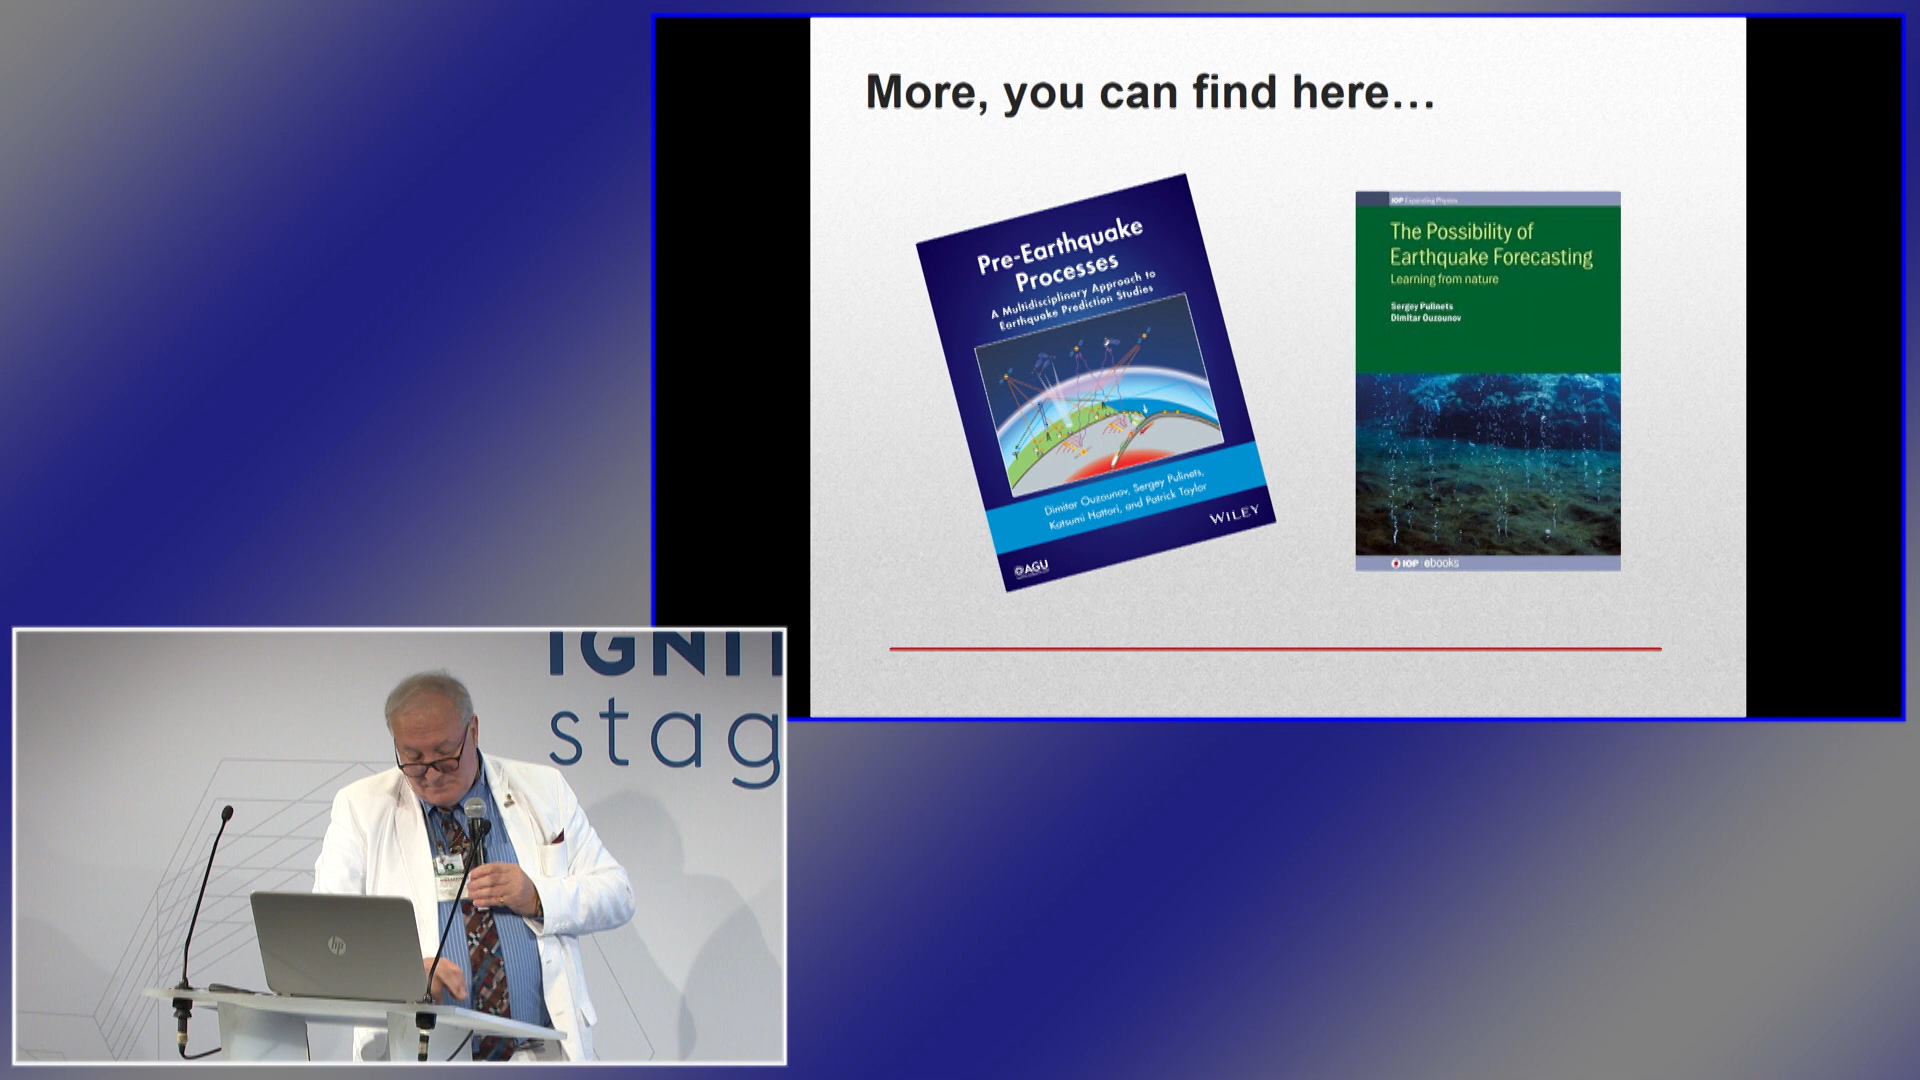 More, you can find here...
Pre-Earthquake
Processes
A Multidisciplinary Approach to
Earthquake Prediction Studies
Dimitar Ouzounov, Sergey Pulinets,
Katsumi Hattori, and Patrick Taylor
WILEY
AGU
IOP Expanding Physics
The Possibility of
Earthquake Forecasting
Learning from nature
Sergey Pulinets
Dimitar Ouzounov
IOP ebooks
IGNIT
stag
hp